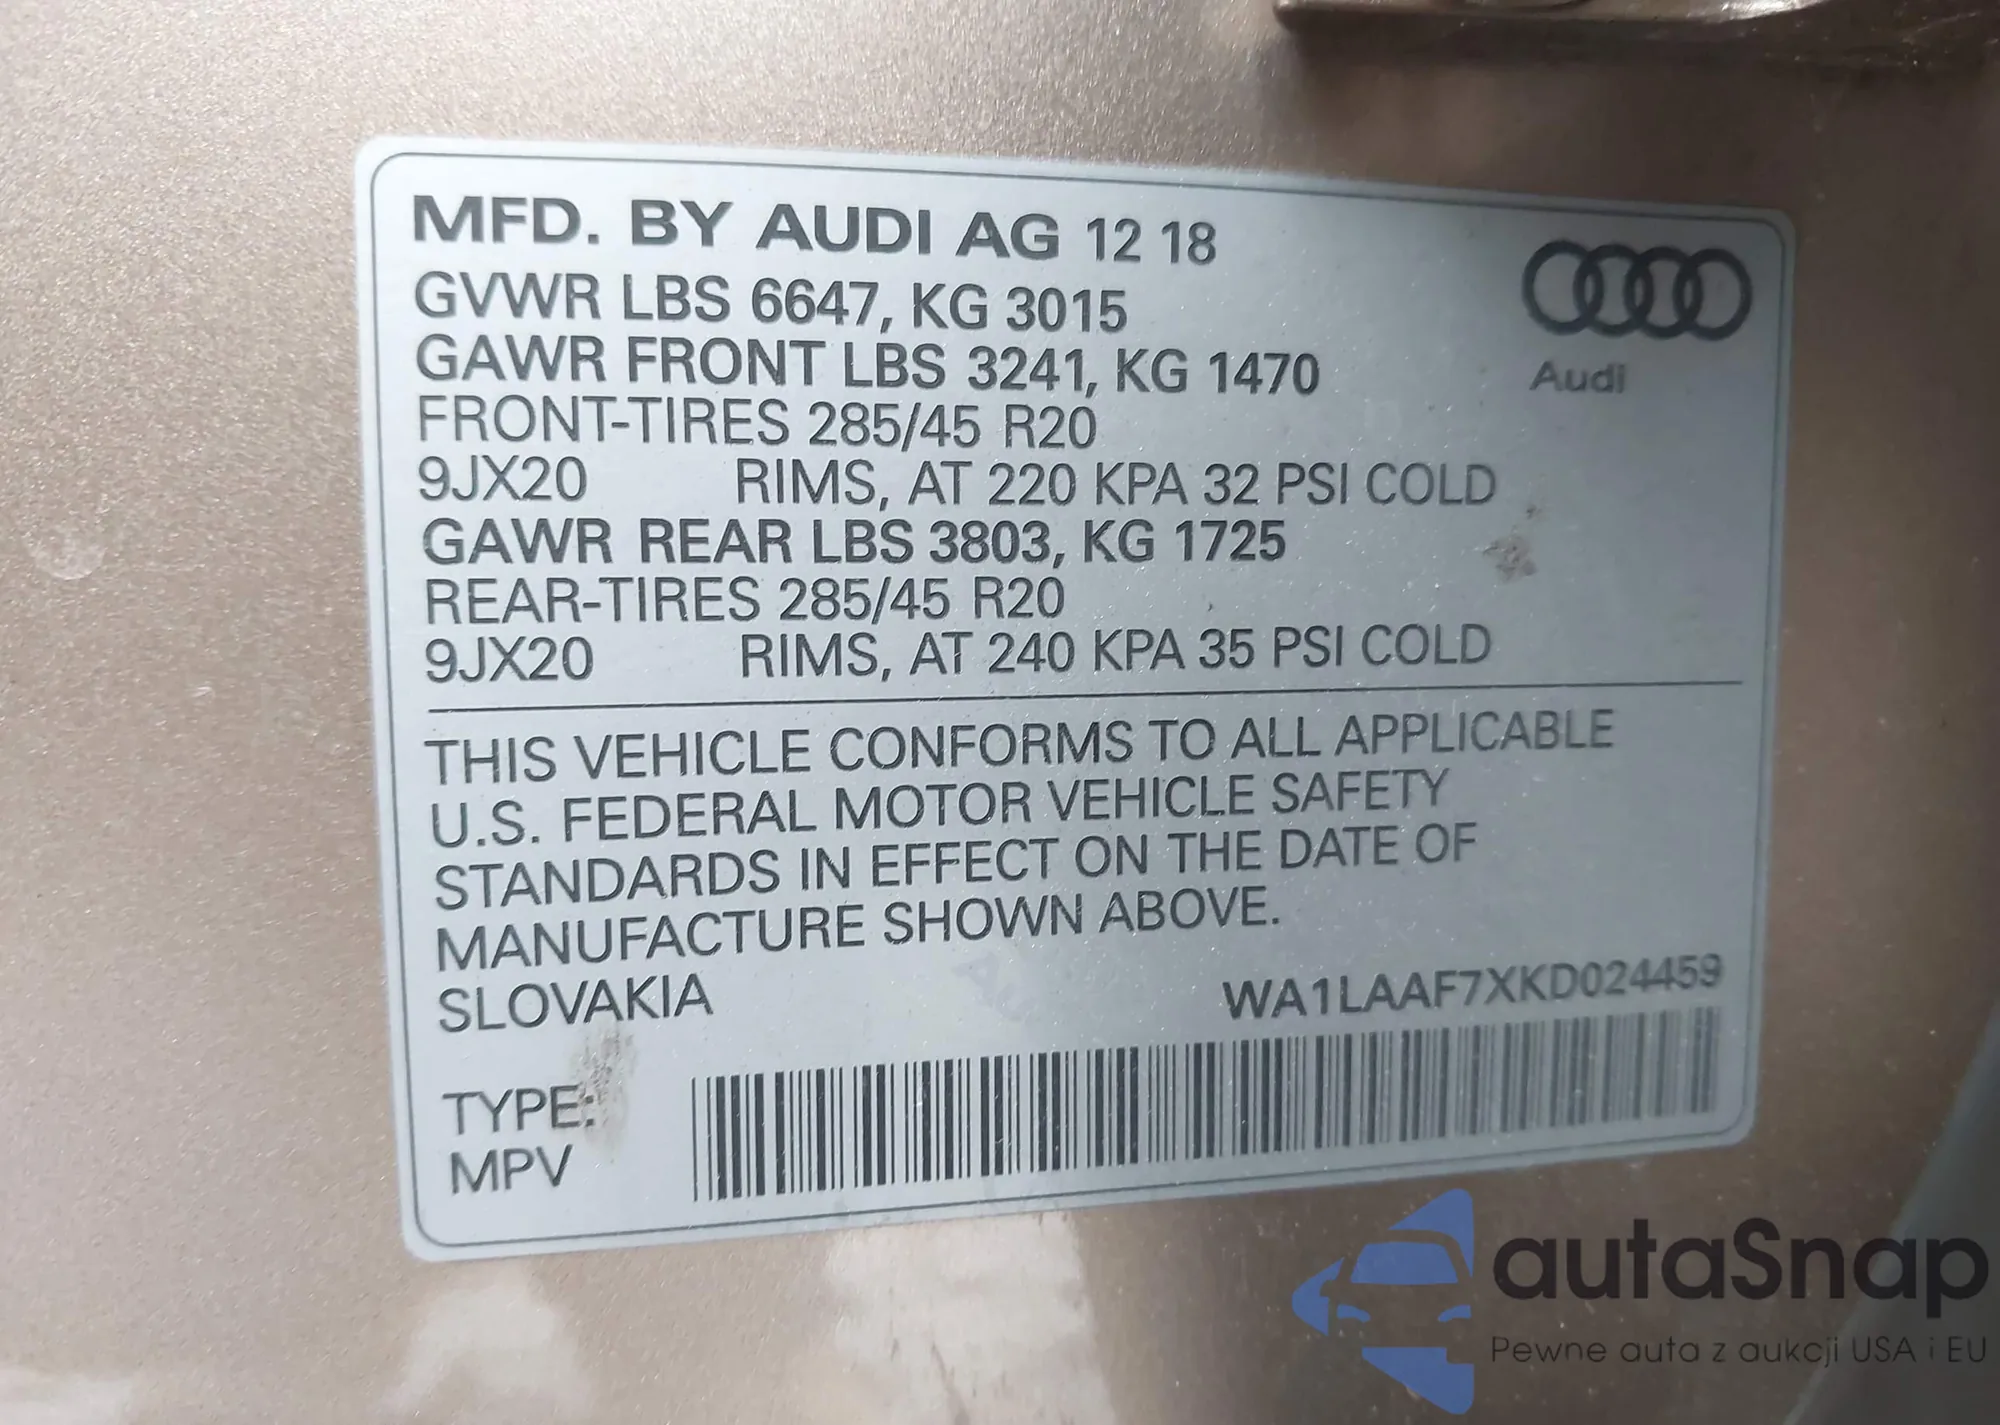 MFD. BY AUDI AG 12 18
GVWR LBS 6647, KG 3015
GAWR FRONT LBS 3241, KG 1470
FRONT-TIRES 285/45 R20
9JX20 RIMS, AT 220 KPA 32 PSI COLD
GAWR REAR LBS 3803, KG 1725
REAR-TIRES 285/45 R20
9JX20 RIMS, AT 240 KPA 35 PSI COLD
Audi
THIS VEHICLE CONFORMS TO ALL APPLICABLE
U.S. FEDERAL MOTOR VEHICLE SAFETY
STANDARDS IN EFFECT ON THE DATE OF
MANUFACTURE SHOWN ABOVE.
SLOVAKIA
WA1LAAF7XKD024459
TYPE:
MPV
autaSnap
Pewne auta z aukcji USA i EU